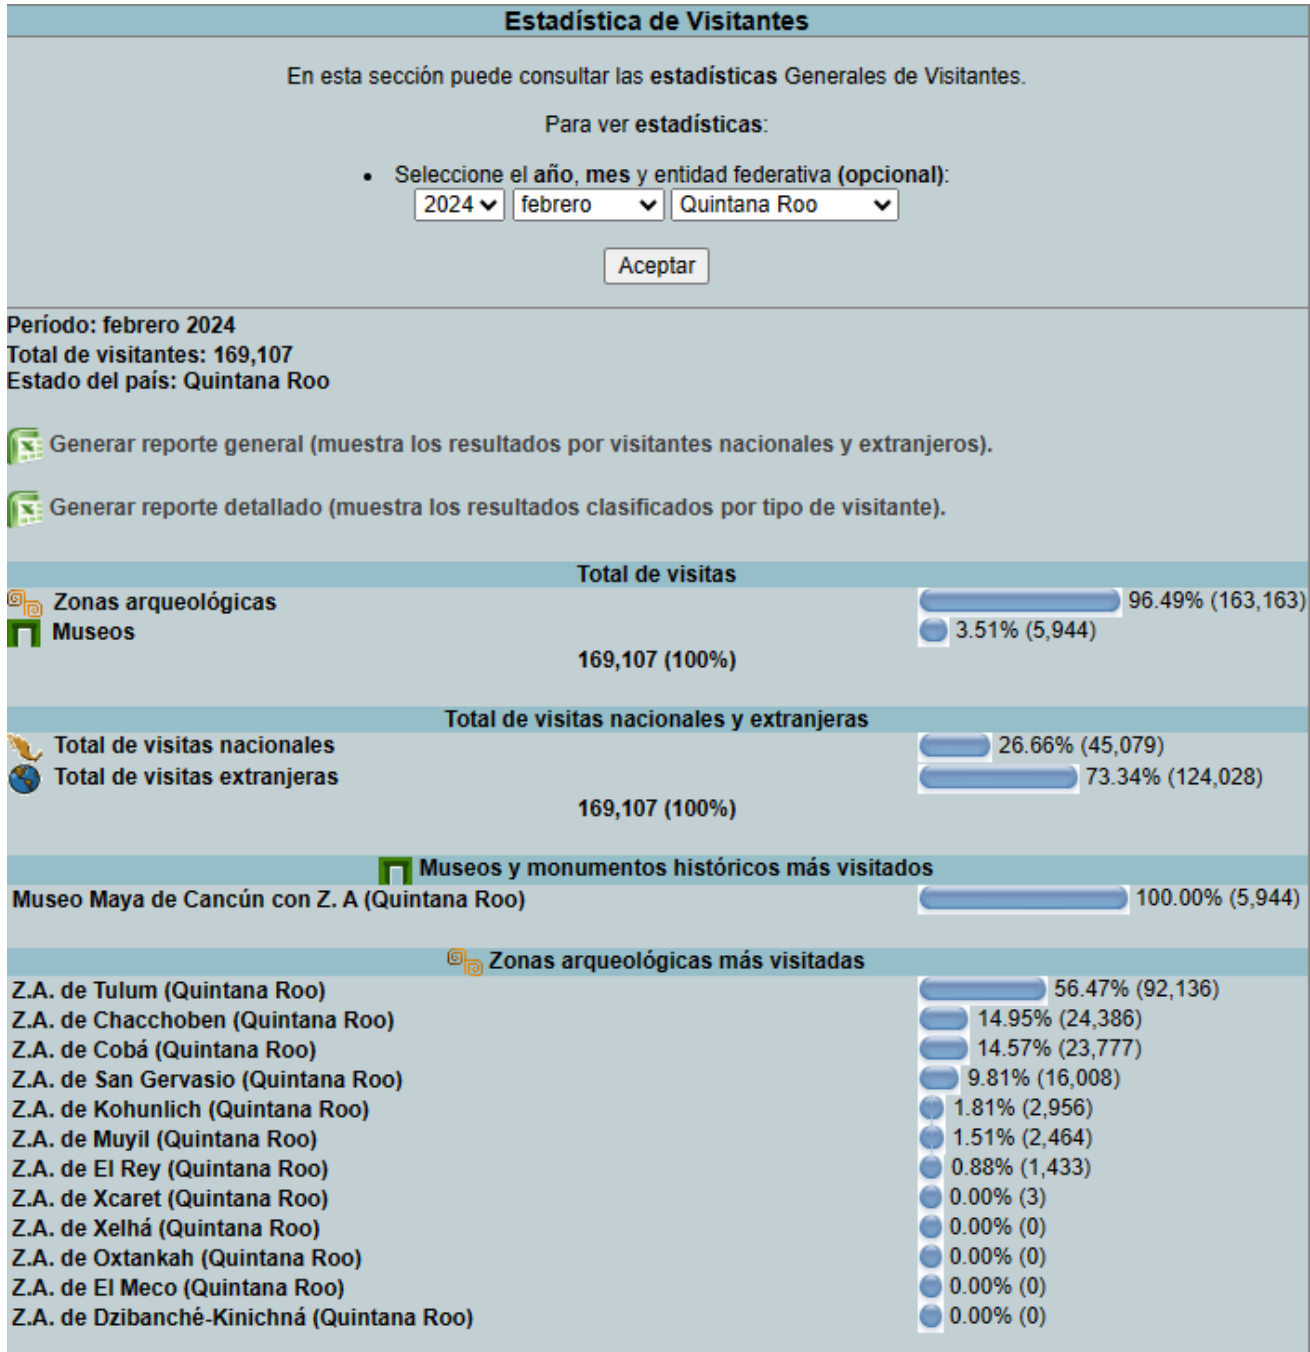 Estadística de Visitantes
En esta sección puede consultar las estadísticas Generales de Visitantes.
Para ver estadísticas:
• Seleccione el año, mes y entidad federativa (opcional):
2024 febrero Quintana Roo
Aceptar
Período: febrero 2024
Total de visitantes: 169,107
Estado del país: Quintana Roo
Generar reporte general (muestra los resultados por visitantes nacionales y extranjeros).
Generar reporte detallado (muestra los resultados clasificados por tipo de visitante).
Total de visitas
Zonas arqueológicas 96.49% (163,163)
Museos 3.51% (5,944)
169,107 (100%)
Total de visitas nacionales y extranjeras
Total de visitas nacionales 26.66% (45,079)
Total de visitas extranjeras 73.34% (124,028)
169,107 (100%)
Museos y monumentos históricos más visitados
Museo Maya de Cancún con Z. A (Quintana Roo) 100.00% (5,944)
Zonas arqueológicas más visitadas
Z.A. de Tulum (Quintana Roo) 56.47% (92,136)
Z.A. de Chacchoben (Quintana Roo) 14.95% (24,386)
Z.A. de Cobá (Quintana Roo) 14.57% (23,777)
Z.A. de San Gervasio (Quintana Roo) 9.81% (16,008)
Z.A. de Kohunlich (Quintana Roo) 1.81% (2,956)
Z.A. de Muyil (Quintana Roo) 1.51% (2,464)
Z.A. de El Rey (Quintana Roo) 0.88% (1,433)
Z.A. de Xcaret (Quintana Roo) 0.00% (3)
Z.A. de Xelhá (Quintana Roo) 0.00% (0)
Z.A. de Oxtankah (Quintana Roo) 0.00% (0)
Z.A. de El Meco (Quintana Roo) 0.00% (0)
Z.A. de Dzibanché-Kinichná (Quintana Roo) 0.00% (0)